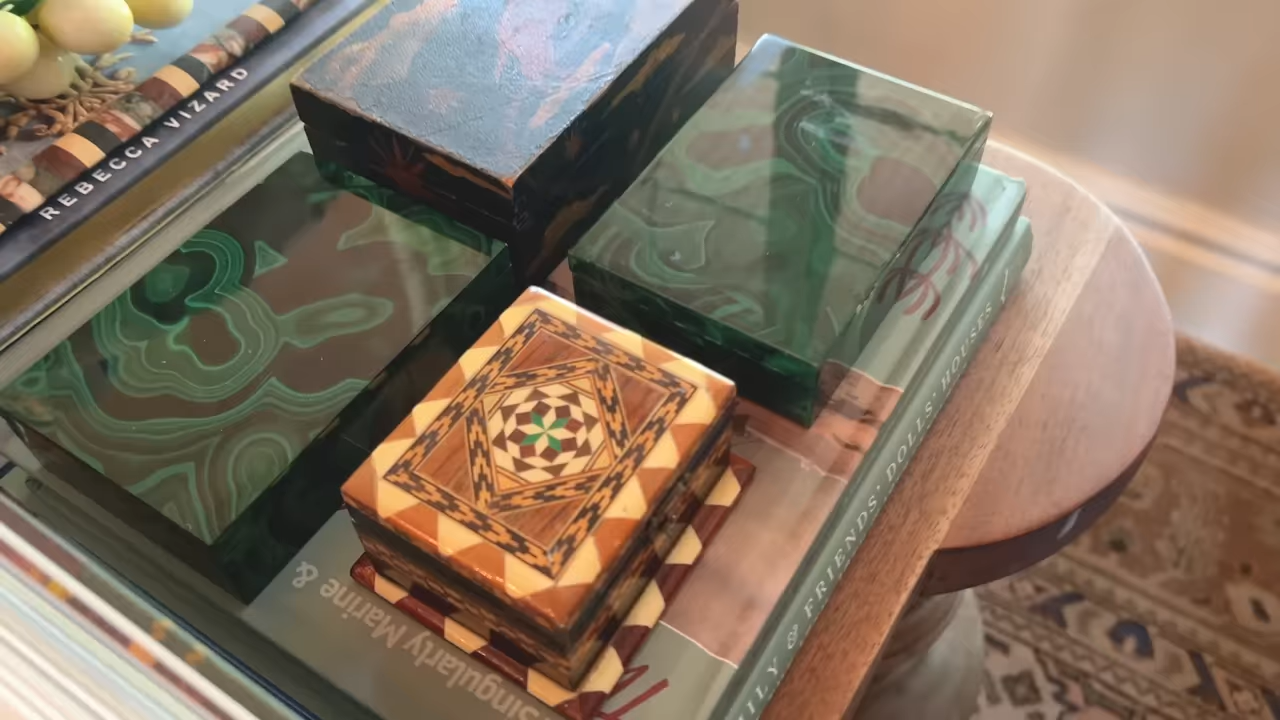 REBECCA VIZARD
ILY & FRIENDS' DOLLS' HOUSES
Singularly Marine &